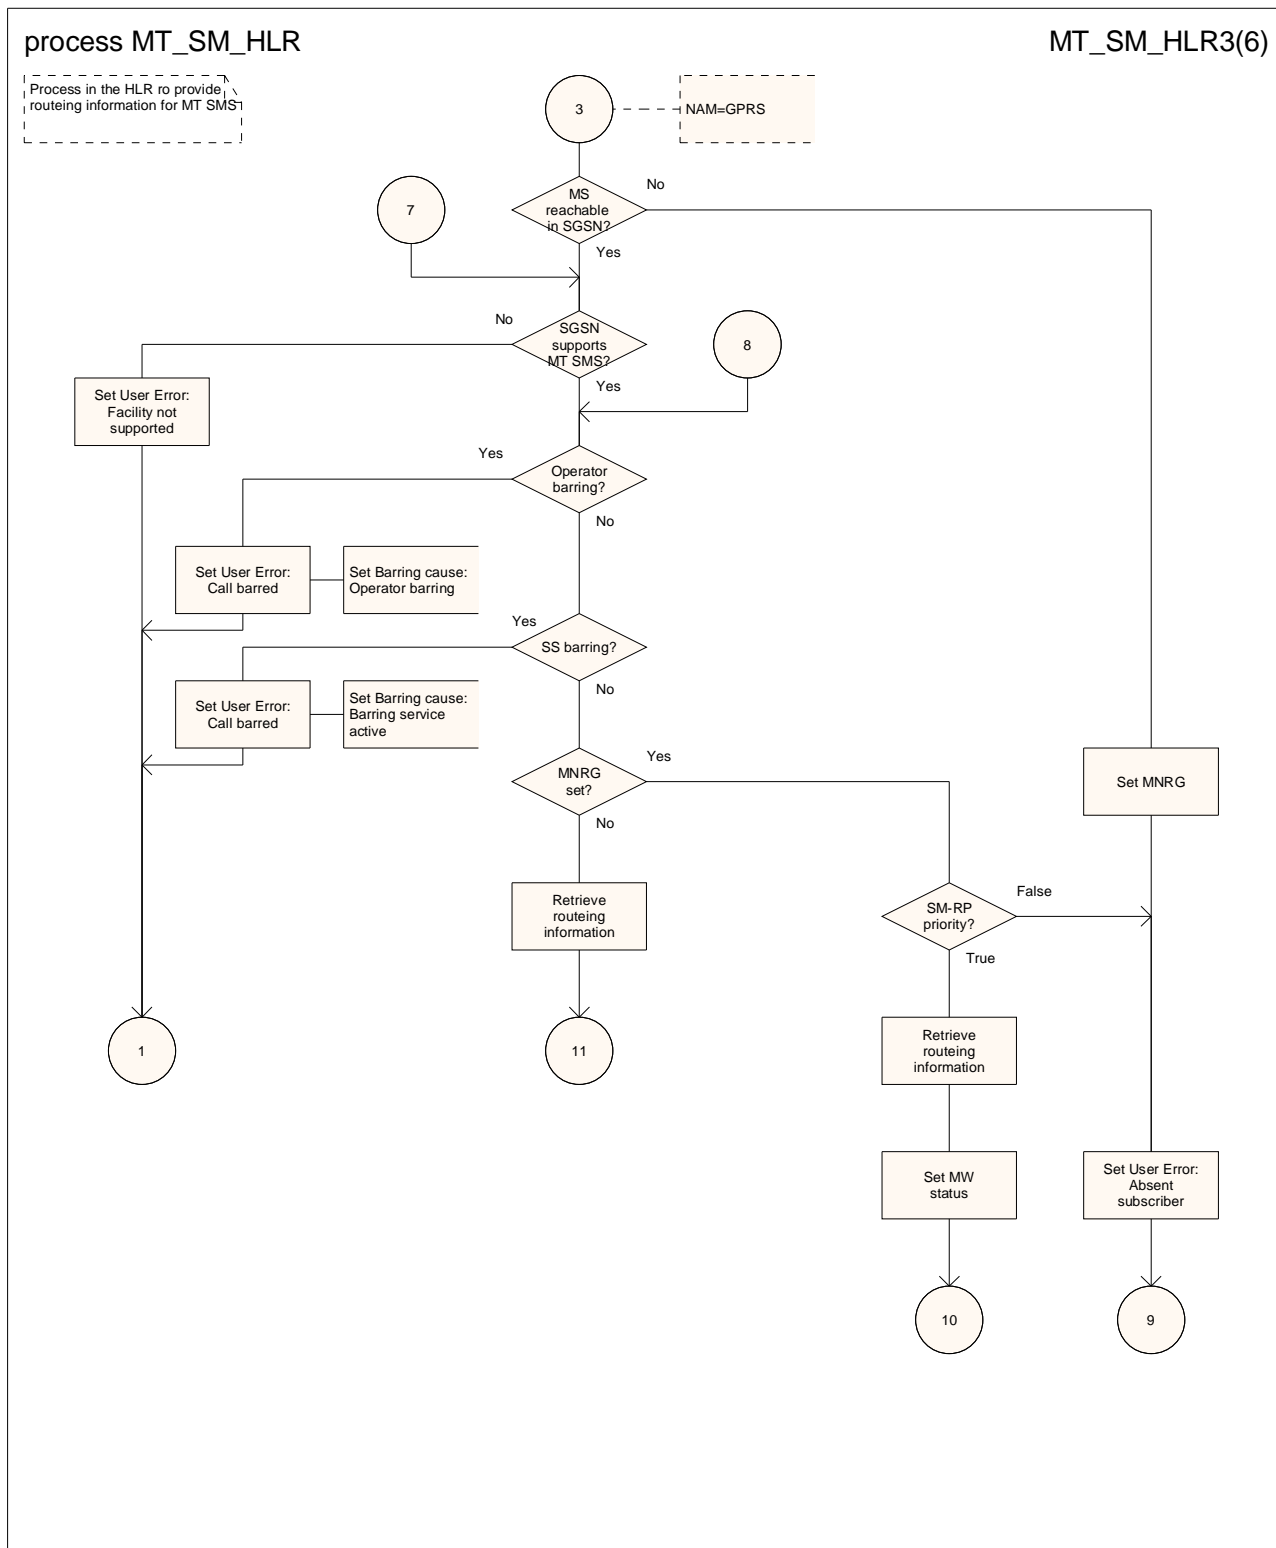 process MT_SM_HLR
MT_SM_HLR3(6)
Process in the HLR ro provide
routeing information for MT SMS
3
NAM=GPRS
MS
reachable
in SGSN?
No
Yes
7
SGSN
supports
MT SMS?
No
Yes
8
Set User Error:
Facility not
supported
Operator
barring?
Yes
No
Set User Error:
Call barred
Set Barring cause:
Operator barring
SS barring?
Yes
No
Set User Error:
Call barred
Set Barring cause:
Barring service
active
MNRG
set?
Yes
No
Set MNRG
Retrieve
routeing
information
SM-RP
priority?
False
True
1
11
Retrieve
routeing
information
Set MW
status
Set User Error:
Absent
subscriber
10
9